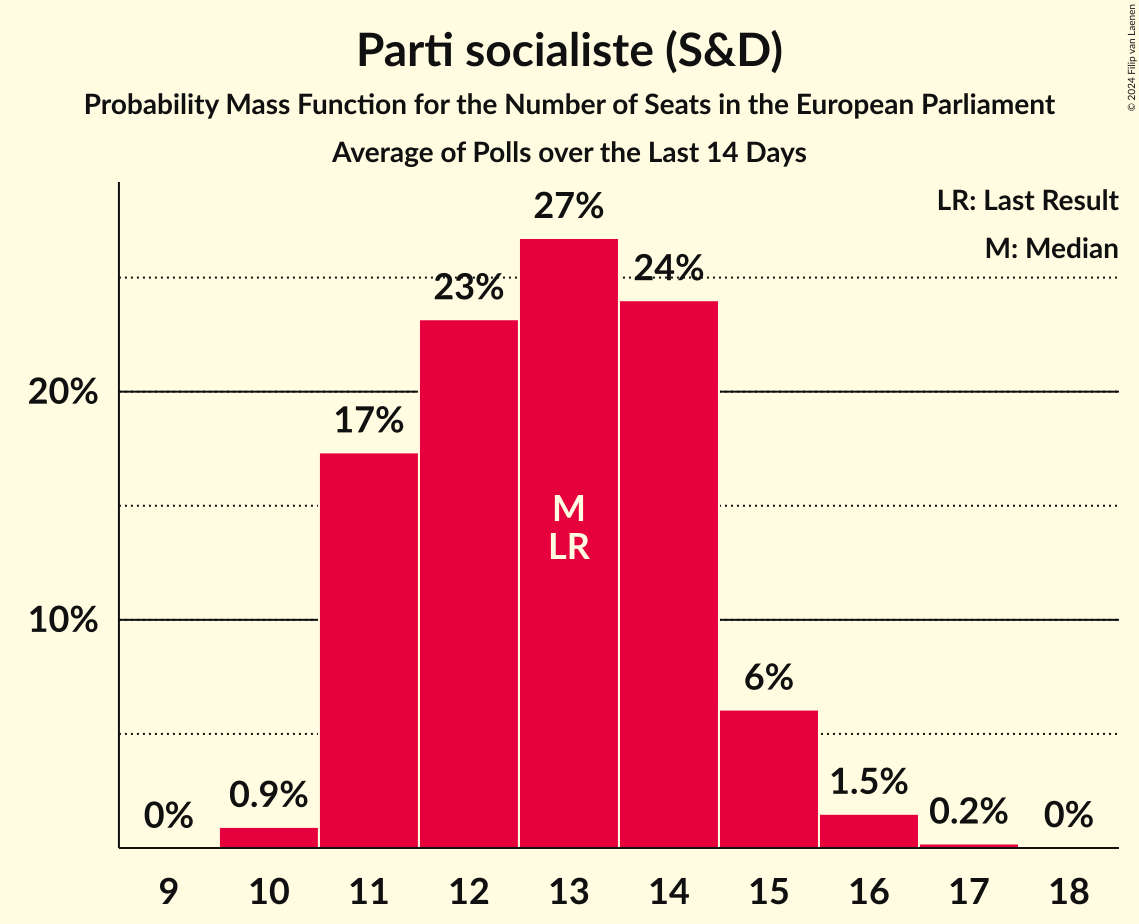 Parti socialiste (S&D)
Probability Mass Function for the Number of Seats in the European Parliament
Average of Polls over the Last 14 Days
© 2024 Filip van Laenen
LR: Last Result
M: Median
27%
24%
23%
20%
17%
M
LR
10%
6%
1.5%
0.9%
0.2%
0%
0%
9 10 11 12 13 14 15 16 17 18